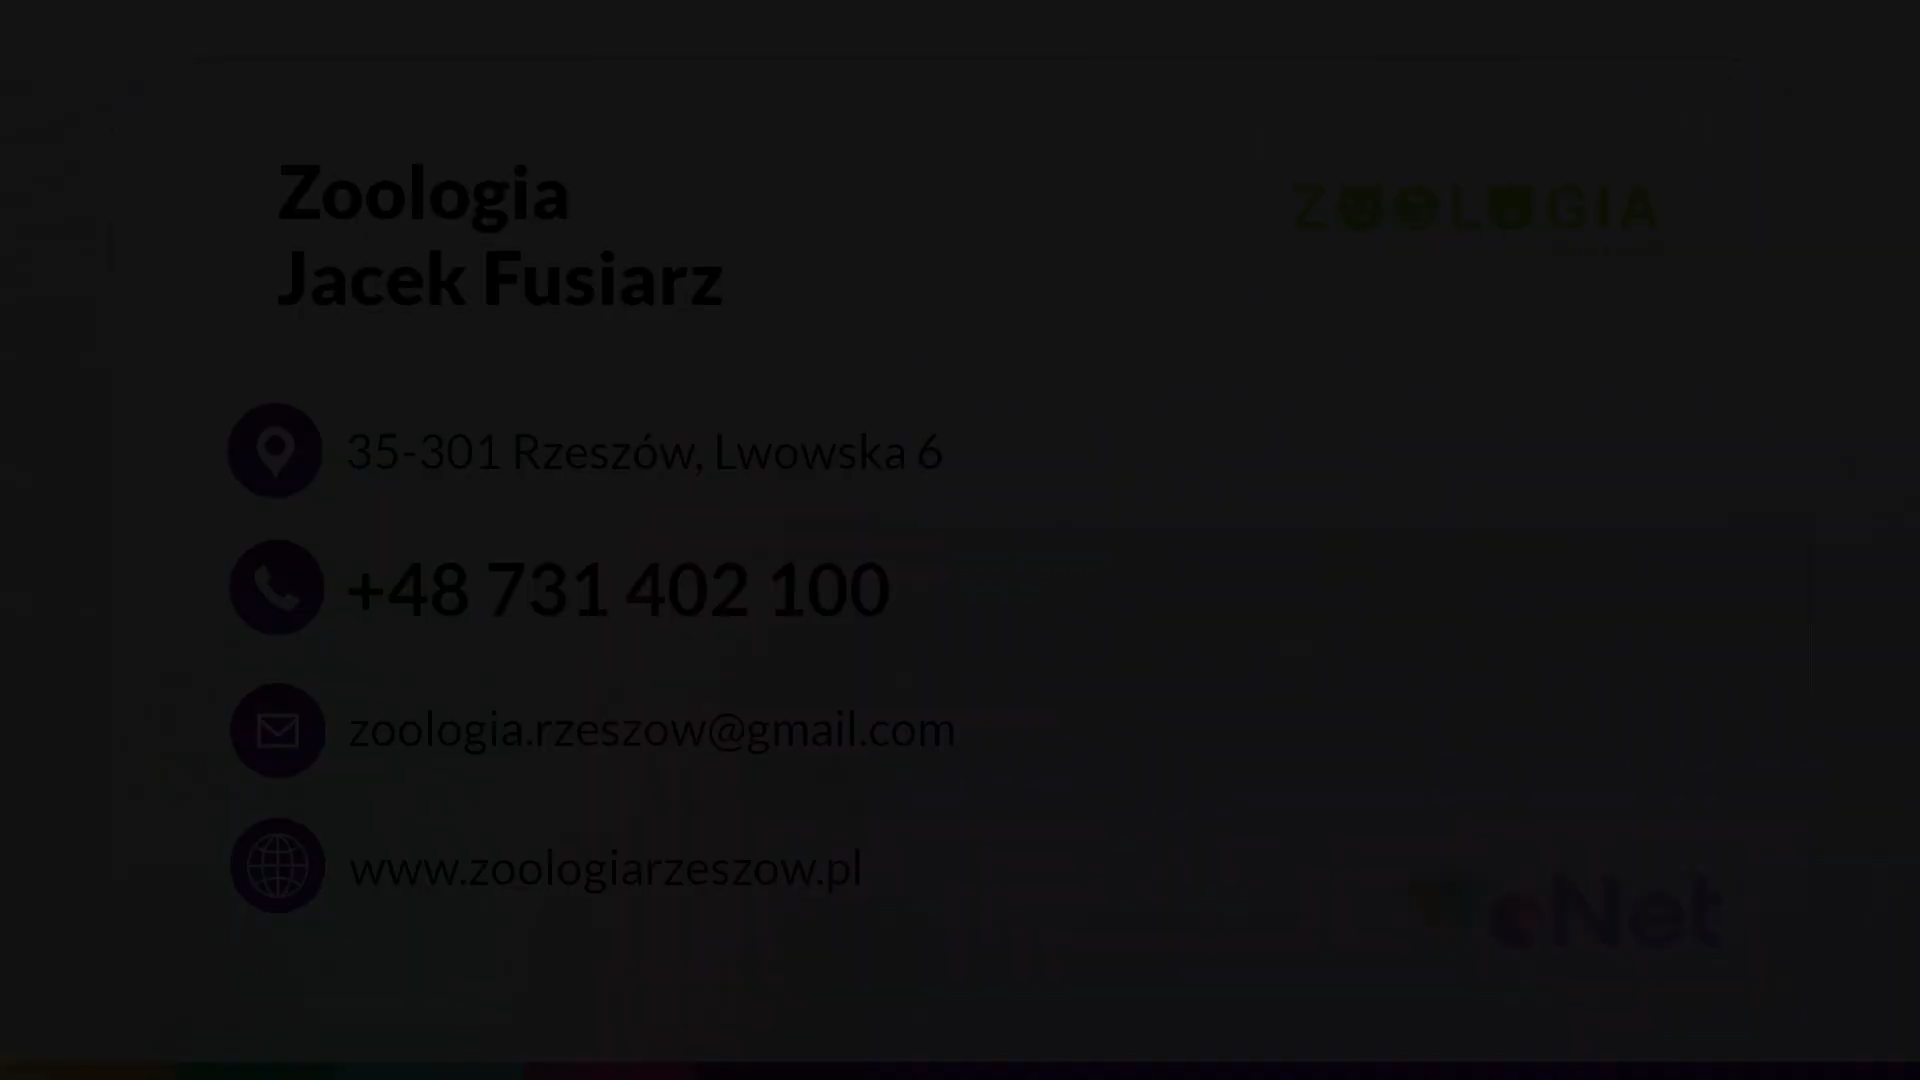 Zoologia
Jacek Fusiarz
ZOOLOGIA
35-301 Rzeszów, Lwowska 6
+48 731 402 100
zoologia.rzeszow@gmail.com
www.zoologiarzeszow.pl
eNet